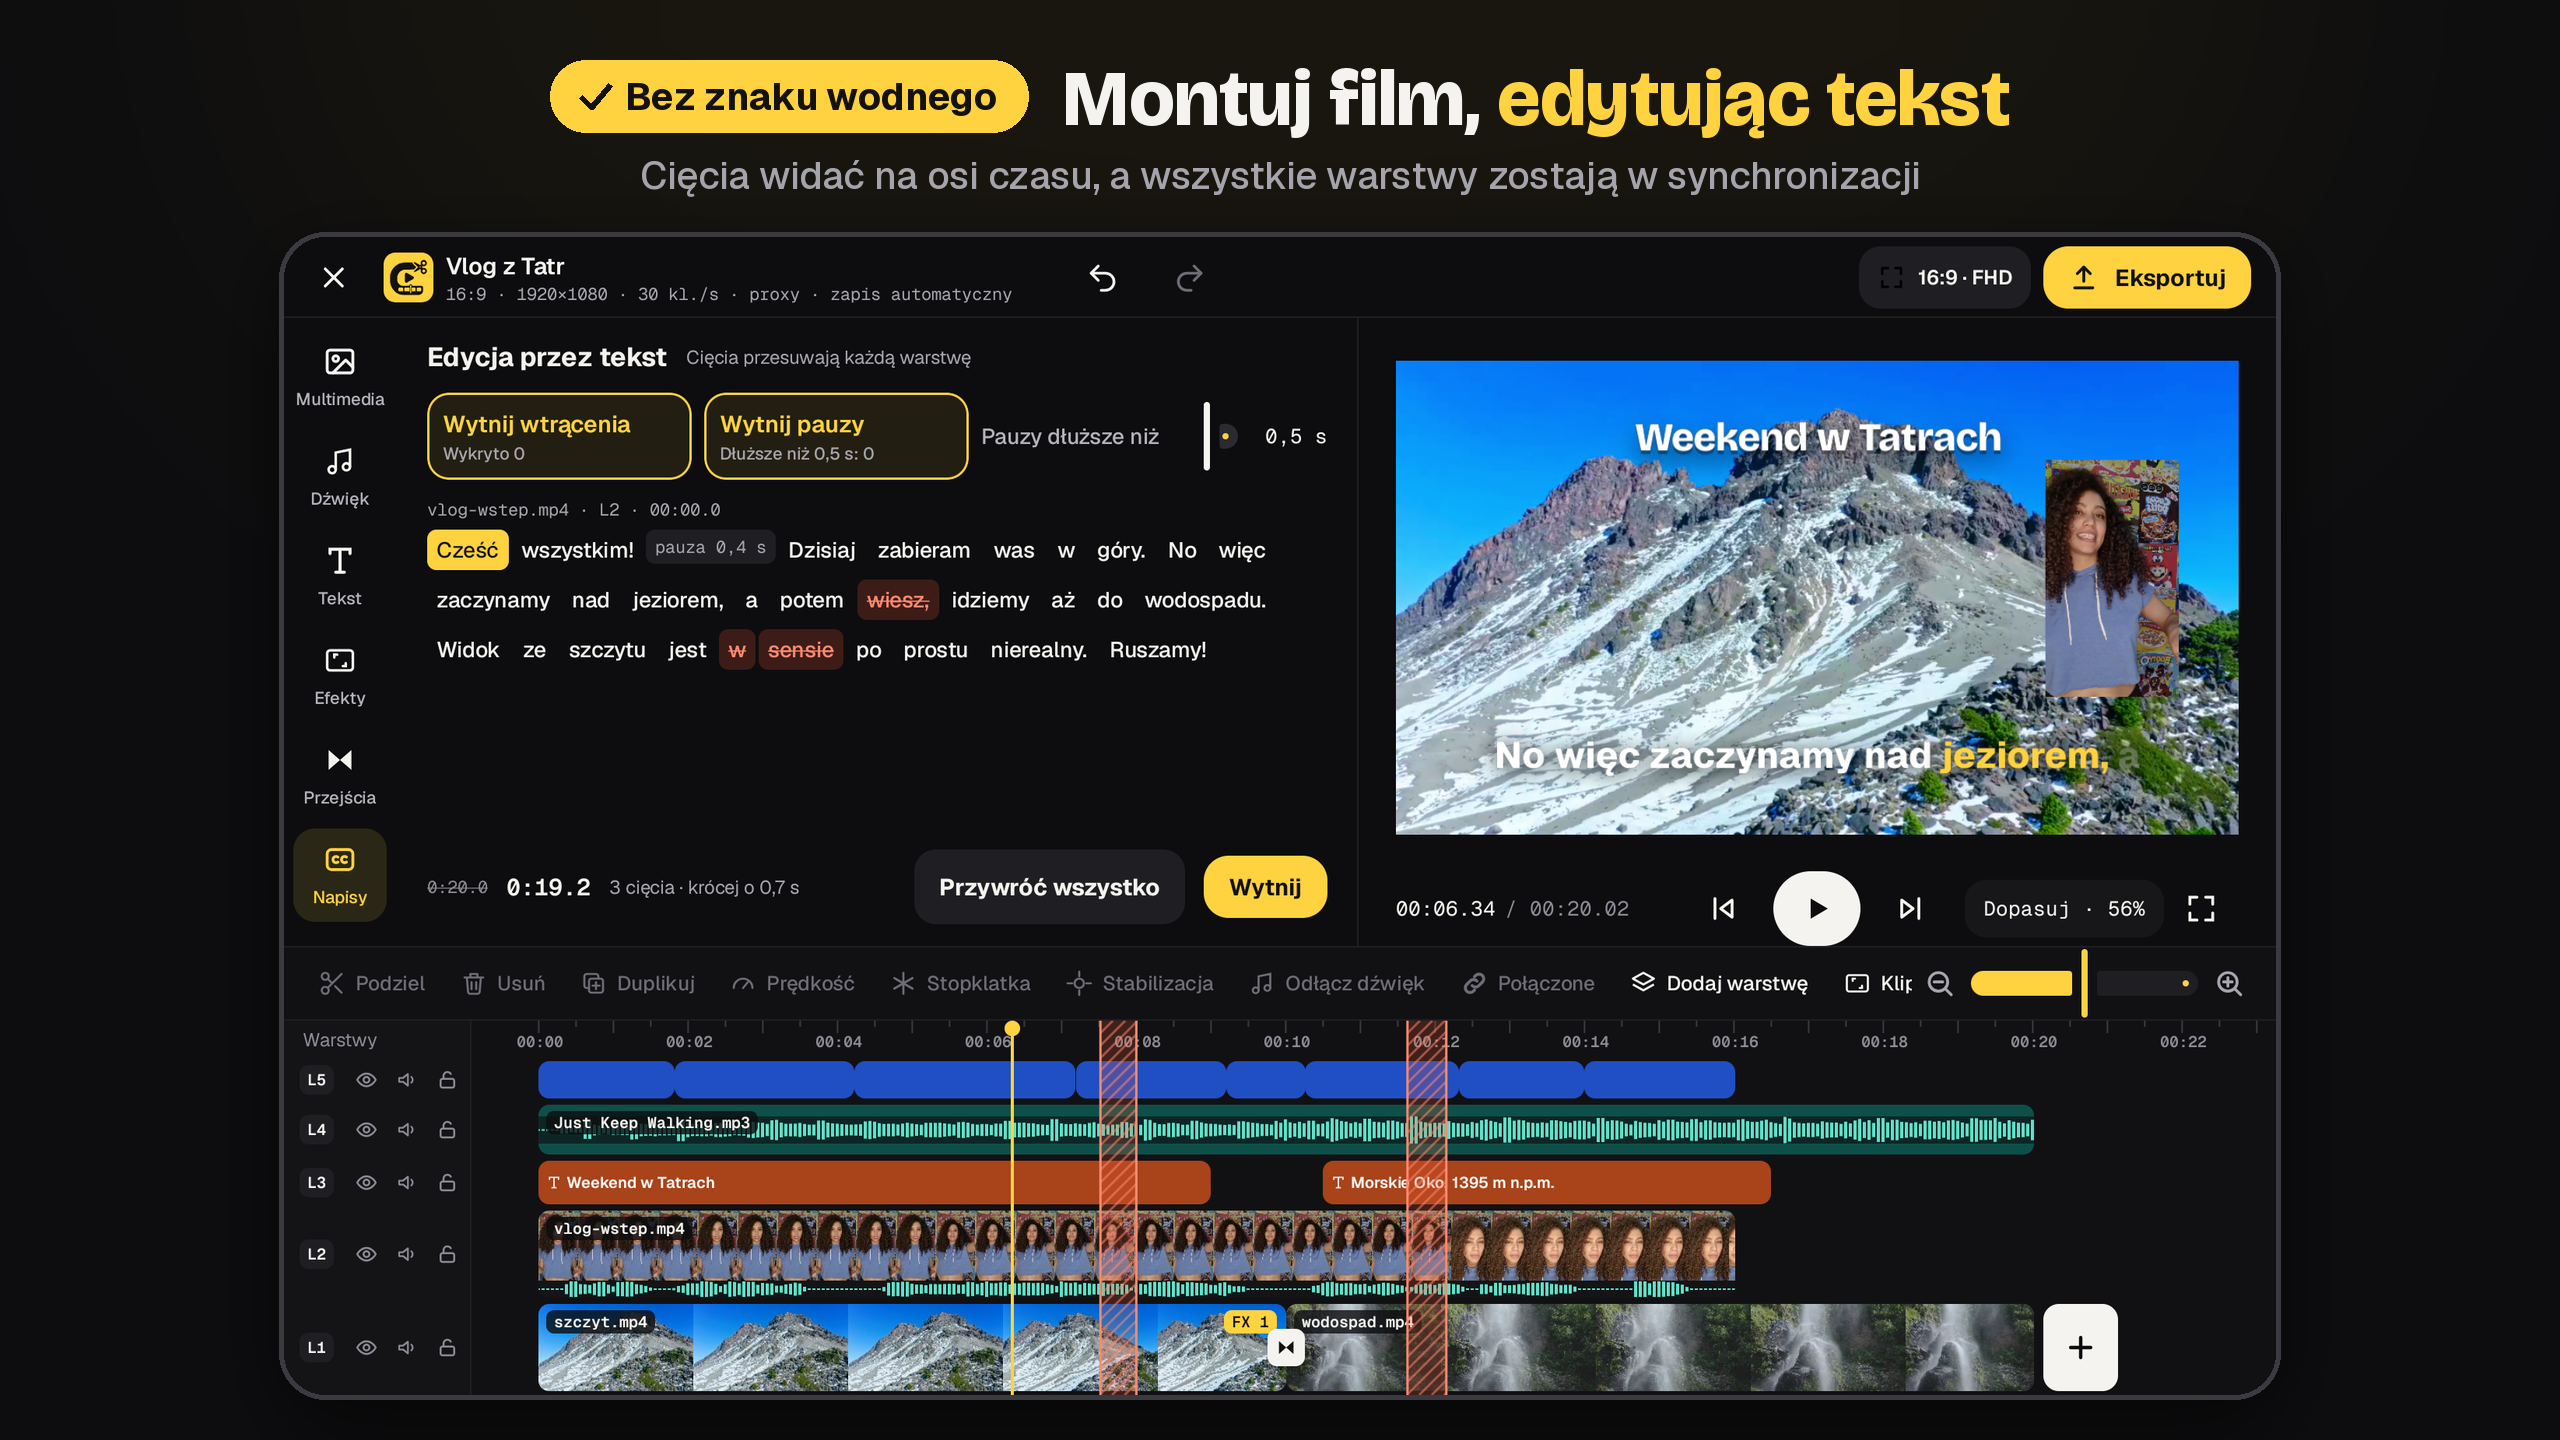 Bez znaku wodnego
Montuj film, edytując tekst
Cięcia widać na osi czasu, a wszystkie warstwy zostają w synchronizacji
Vlog z Tatr
16:9 · 1920×1080 · 30 kl./s · proxy · zapis automatyczny
16:9 · FHD
Eksportuj
Multimedia
Dźwięk
Tekst
Efekty
Przejścia
Napisy
Edycja przez tekst Cięcia przesuwają każdą warstwę
Wytnij wtrącenia
Wykryto 0
Wytnij pauzy
Dłuższe niż 0,5 s: 0
Pauzy dłuższe niż 0,5 s
vlog-wstep.mp4 · L2 · 00:00.0
Cześć wszystkim! pauza 0,4 s Dzisiaj zabieram was w góry. No więc
zaczynamy nad jeziorem, a potem wiesz, idziemy aż do wodospadu.
Widok ze szczytu jest w sensie po prostu nierealny. Ruszamy!
0:20.0 0:19.2 3 cięcia · krócej o 0,7 s
Przywróć wszystko
Wytnij
Weekend w Tatrach
No więc zaczynamy nad jeziorem, a
00:06.34 / 00:20.02
Dopasuj · 56%
Podziel Usuń Duplikuj Prędkość Stopklatka Stabilizacja Odłącz dźwięk Połączone Dodaj warstwę Klip
Warstwy 00:00 00:02 00:04 00:06 00:08 00:10 00:12 00:14 00:16 00:18 00:20 00:22
L5
L4 Just Keep Walking.mp3
L3 T Weekend w Tatrach T Morskie Oko, 1395 m n.p.m.
L2 vlog-wstep.mp4
L1 szczyt.mp4 FX 1 wodospad.mp4